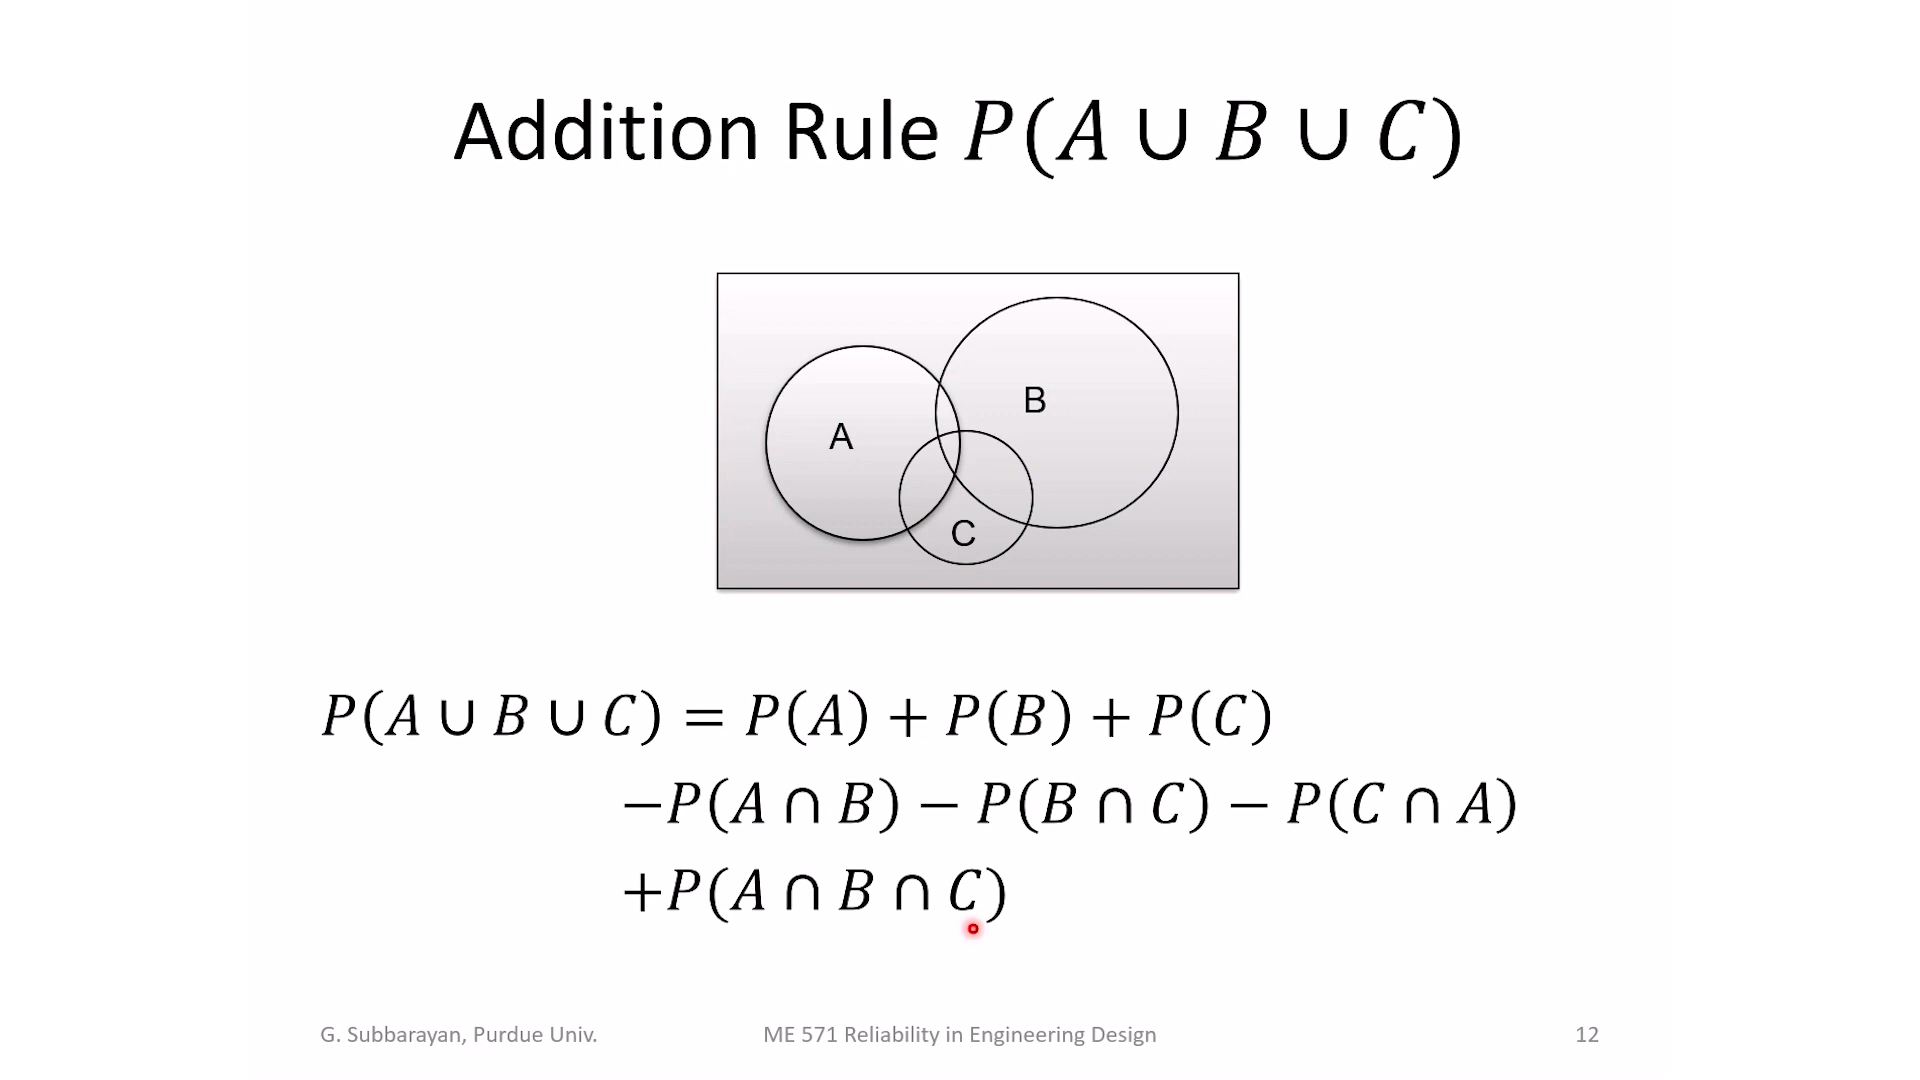 Addition Rule P(A ∪ B ∪ C)
B
A
C
P(A ∪ B ∪ C) = P(A) + P(B) + P(C)
−P(A ∩ B) − P(B ∩ C) − P(C ∩ A)
+P(A ∩ B ∩ C)
G. Subbarayan, Purdue Univ. ME 571 Reliability in Engineering Design 12